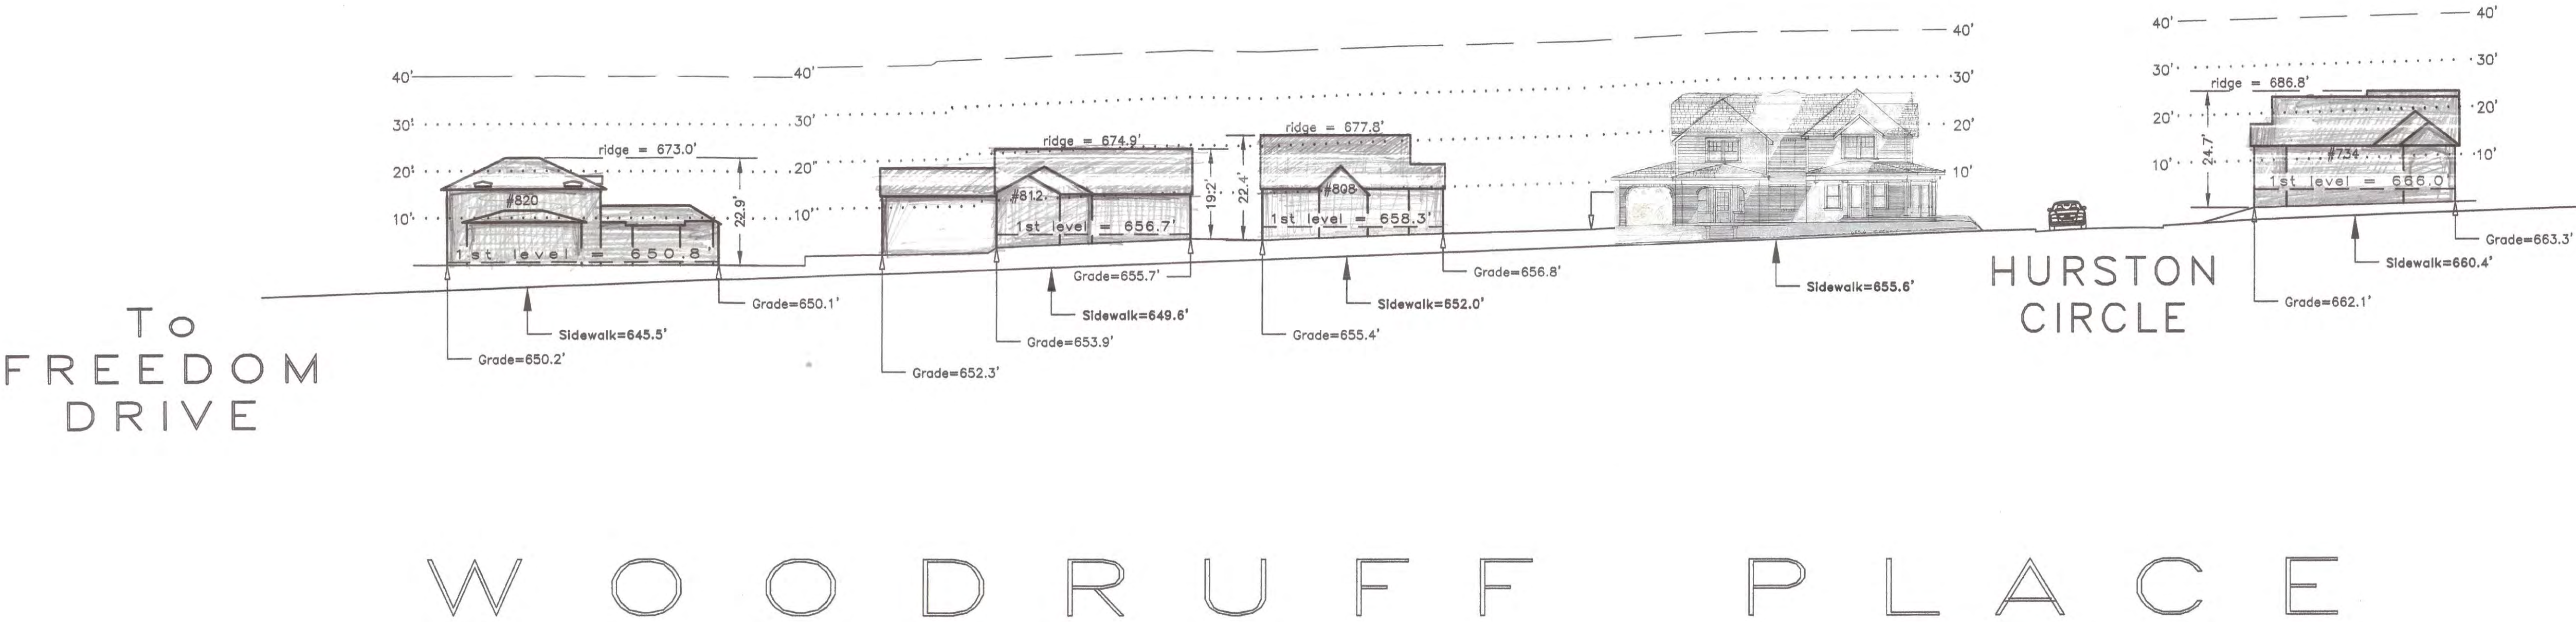 40'
30'
20'
10'
ridge = 673.0'
#820
1st level = 650.8'
22.9'
Grade=650.2'
Sidewalk=645.5'
Grade=650.1'
40'
30'
20'
10'
ridge = 674.9'
#812
1st level = 656.7'
19.2'
Grade=652.3'
Grade=653.9'
Sidewalk=649.6'
Grade=655.7'
22.4'
ridge = 677.8'
#808
1st level = 658.3'
Grade=655.4'
Sidewalk=652.0'
Grade=656.8'
40'
30'
20'
10'
Sidewalk=655.6'
HURSTON
CIRCLE
40'
30'
20'
10'
ridge = 686.8'
24.7'
#734
1st level = 666.0'
40'
30'
20'
10'
Grade=662.1'
Sidewalk=660.4'
Grade=663.3'
To
FREEDOM
DRIVE
WOODRUFF PLACE